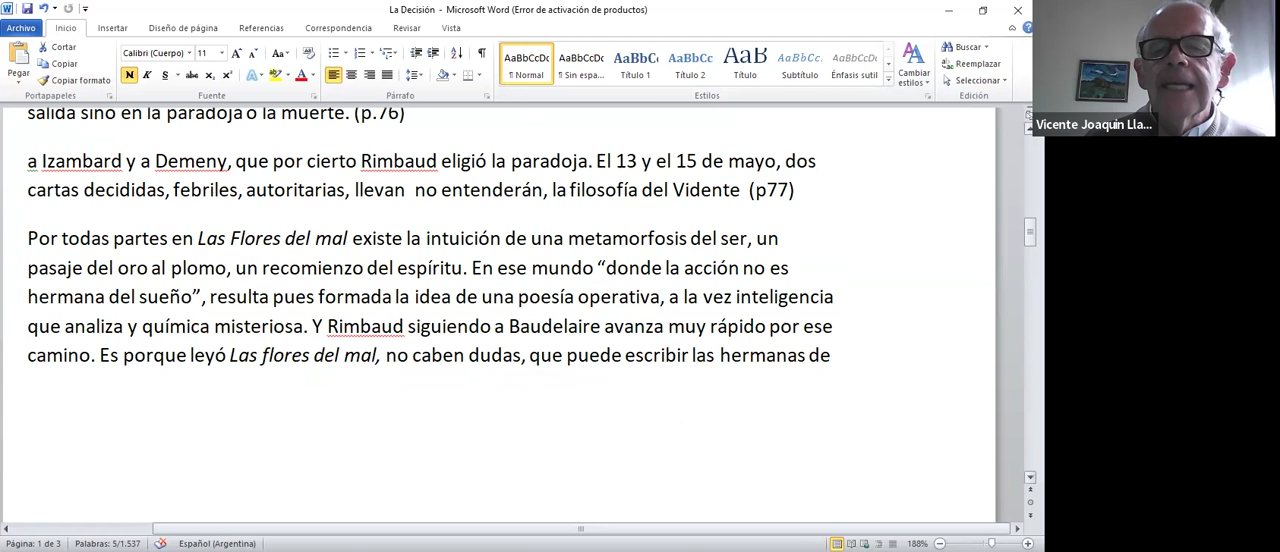 La Decisión - Microsoft Word (Error de activación de productos)
Archivo Inicio Insertar Diseño de página Referencias Correspondencia Revisar Vista
Pegar
Cortar
Copiar
Copiar formato
Portapapeles
Calibri (Cuerpo) 11
Fuente
Párrafo
AaBbCcDc AaBbCcDc AaBbC AaBbCc AaB AaBbCc. AaBbCcDc
¶ Normal ¶ Sin espa... Título 1 Título 2 Título Subtítulo Énfasis sutil
Cambiar
estilos
Estilos
Buscar
Reemplazar
Seleccionar
Edición
Vicente Joaquin Lla...
salida sino en la paradoja o la muerte. (p.76)
a Izambard y a Demeny, que por cierto Rimbaud eligió la paradoja. El 13 y el 15 de mayo, dos
cartas decididas, febriles, autoritarias, llevan no entenderán, la filosofía del Vidente (p77)
Por todas partes en Las Flores del mal existe la intuición de una metamorfosis del ser, un
pasaje del oro al plomo, un recomienzo del espíritu. En ese mundo “donde la acción no es
hermana del sueño”, resulta pues formada la idea de una poesía operativa, a la vez inteligencia
que analiza y química misteriosa. Y Rimbaud siguiendo a Baudelaire avanza muy rápido por ese
camino. Es porque leyó Las flores del mal, no caben dudas, que puede escribir las hermanas de
Página: 1 de 3 Palabras: 5/1.537 Español (Argentina) 188%